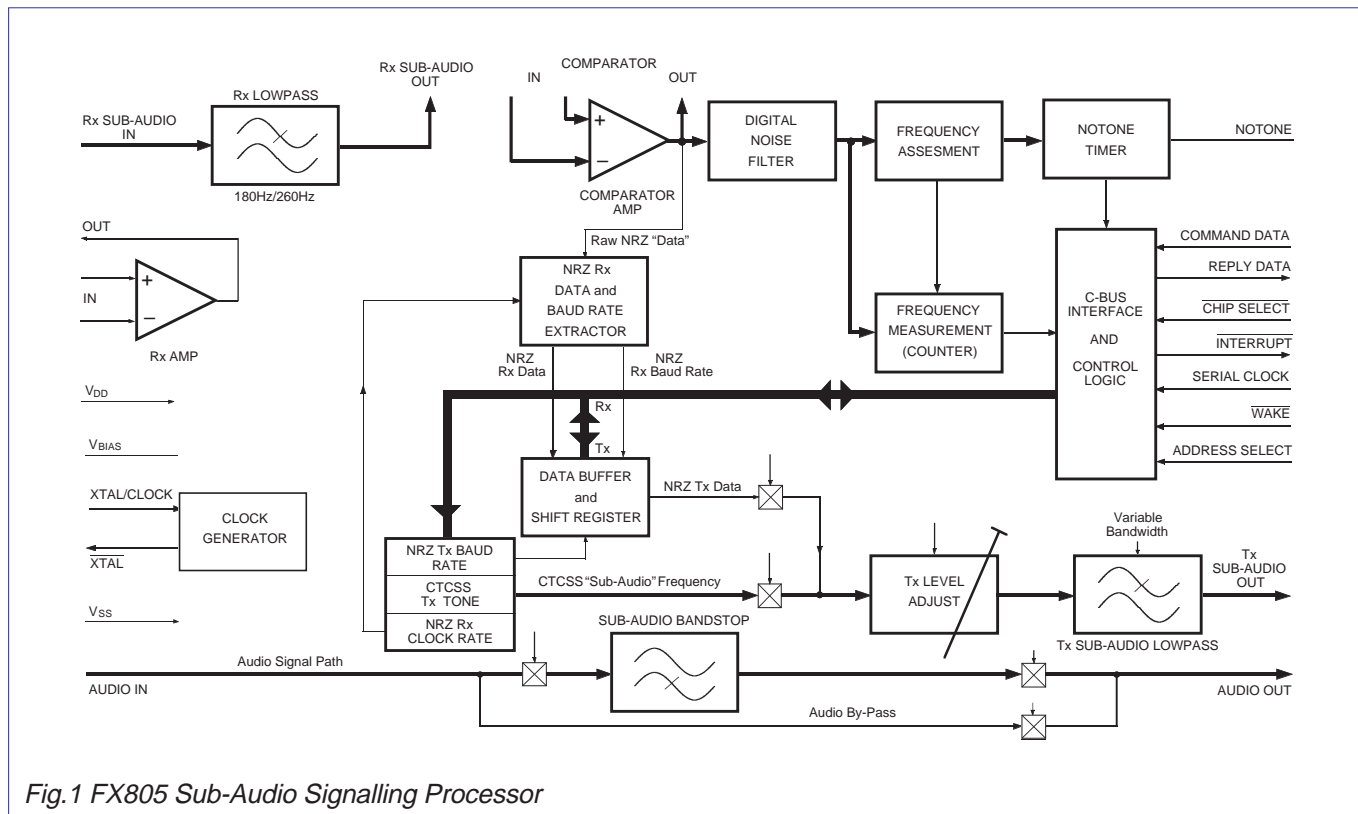 Rx SUB-AUDIO
IN
Rx LOWPASS
180Hz/260Hz
Rx SUB-AUDIO
OUT
COMPARATOR
IN
OUT
+
−
COMPARATOR
AMP
DIGITAL
NOISE
FILTER
FREQUENCY
ASSESMENT
NOTONE
TIMER
NOTONE
OUT
IN
+
−
Rx AMP
Raw NRZ “Data”
NRZ Rx
DATA and
BAUD RATE
EXTRACTOR
FREQUENCY
MEASUREMENT
(COUNTER)
C-BUS
INTERFACE
AND
CONTROL
LOGIC
COMMAND DATA
REPLY DATA
CHIP SELECT
INTERRUPT
SERIAL CLOCK
WAKE
ADDRESS SELECT
NRZ
Rx Data
NRZ
Rx Baud Rate
Rx
Tx
VDD
VBIAS
XTAL/CLOCK
XTAL
CLOCK
GENERATOR
VSS
DATA BUFFER
and
SHIFT REGISTER
NRZ Tx Data
NRZ Tx BAUD
RATE
CTCSS
Tx TONE
NRZ Rx
CLOCK RATE
CTCSS “Sub-Audio” Frequency
Tx LEVEL
ADJUST
Variable
Bandwidth
Tx
SUB-AUDIO
OUT
Tx SUB-AUDIO LOWPASS
SUB-AUDIO BANDSTOP
Audio Signal Path
AUDIO IN
Audio By-Pass
AUDIO OUT
Fig.1 FX805 Sub-Audio Signalling Processor